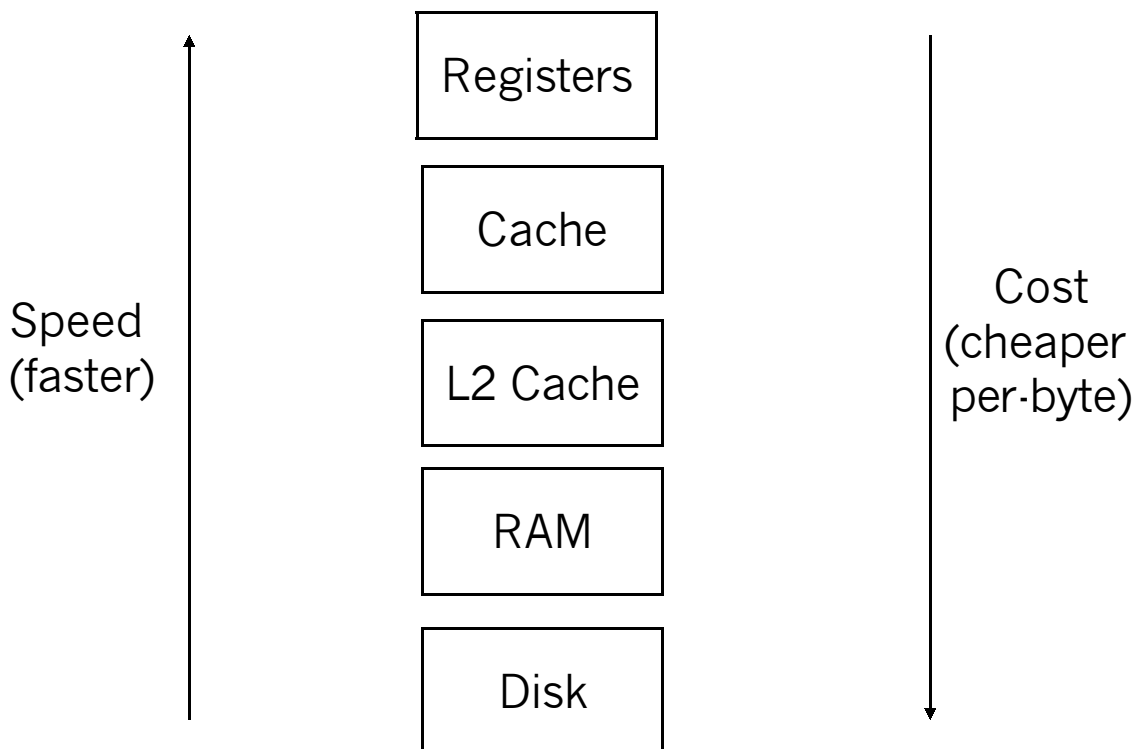 Registers
Cache
Speed
(faster)
L2 Cache
Cost
(cheaper
per-byte)
RAM
Disk